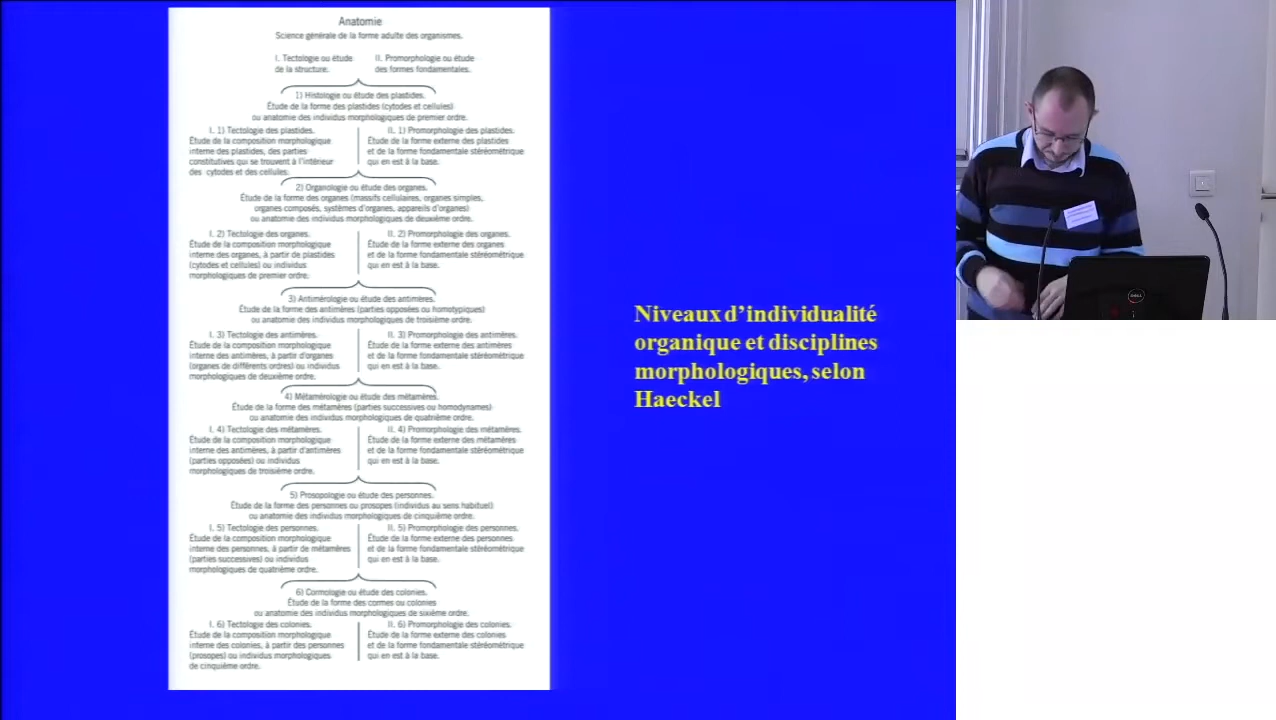 Anatomie
Science générale de la forme adulte des organismes.
I. Tectologie ou étude
de la structure.
II. Promorphologie ou étude
des formes fondamentales.
1) Histologie ou étude des plastides.
Étude de la forme des plastides (cytodes et cellules)
ou anatomie des individus morphologiques de premier ordre.
I. 1) Tectologie des plastides.
Étude de la composition morphologique
interne des plastides, des parties
constitutives qui se trouvent à l'intérieur
des cytodes et des cellules.
II. 1) Promorphologie des plastides.
Étude de la forme externe des plastides
et de la forme fondamentale stéréométrique
qui en est à la base.
2) Organologie ou étude des organes.
Étude de la forme des organes (massifs cellulaires, organes simples,
organes composés, systèmes d'organes, appareils d'organes)
ou anatomie des individus morphologiques de deuxième ordre.
I. 2) Tectologie des organes.
Étude de la composition morphologique
interne des organes, à partir de plastides
(cytodes et cellules) ou individus
morphologiques de premier ordre.
II. 2) Promorphologie des organes.
Étude de la forme externe des organes
et de la forme fondamentale stéréométrique
qui en est à la base.
3) Antimérologie ou étude des antimères.
Étude de la forme des antimères (parties opposées ou homotypiques)
ou anatomie des individus morphologiques de troisième ordre.
I. 3) Tectologie des antimères.
Étude de la composition morphologique
interne des antimères, à partir d'organes
(organes de différents ordres) ou individus
morphologiques de deuxième ordre.
II. 3) Promorphologie des antimères.
Étude de la forme externe des antimères
et de la forme fondamentale stéréométrique
qui en est à la base.
4) Métamérologie ou étude des métamères.
Étude de la forme des métamères (parties successives ou homodynames)
ou anatomie des individus morphologiques de quatrième ordre.
I. 4) Tectologie des métamères.
Étude de la composition morphologique
interne des antimères, à partir d'antimères
(parties opposées) ou individus
morphologiques de troisième ordre.
II. 4) Promorphologie des métamères.
Étude de la forme externe des métamères
et de la forme fondamentale stéréométrique
qui en est à la base.
5) Prosopologie ou étude des personnes.
Étude de la forme des personnes ou prosopes (individus au sens habituel)
ou anatomie des individus morphologiques de cinquième ordre.
I. 5) Tectologie des personnes.
Étude de la composition morphologique
interne des personnes, à partir de métamères
(parties successives) ou individus
morphologiques de quatrième ordre.
II. 5) Promorphologie des personnes.
Étude de la forme externe des personnes
et de la forme fondamentale stéréométrique
qui en est à la base.
6) Cormologie ou étude des colonies.
Étude de la forme des cormes ou colonies
ou anatomie des individus morphologiques de sixième ordre.
I. 6) Tectologie des colonies.
Étude de la composition morphologique
interne des colonies, à partir des personnes
(prosopes) ou individus morphologiques
de cinquième ordre.
II. 6) Promorphologie des colonies.
Étude de la forme externe des colonies
et de la forme fondamentale stéréométrique
qui en est à la base.
Niveaux d'individualité
organique et disciplines
morphologiques, selon
Haeckel
DELL